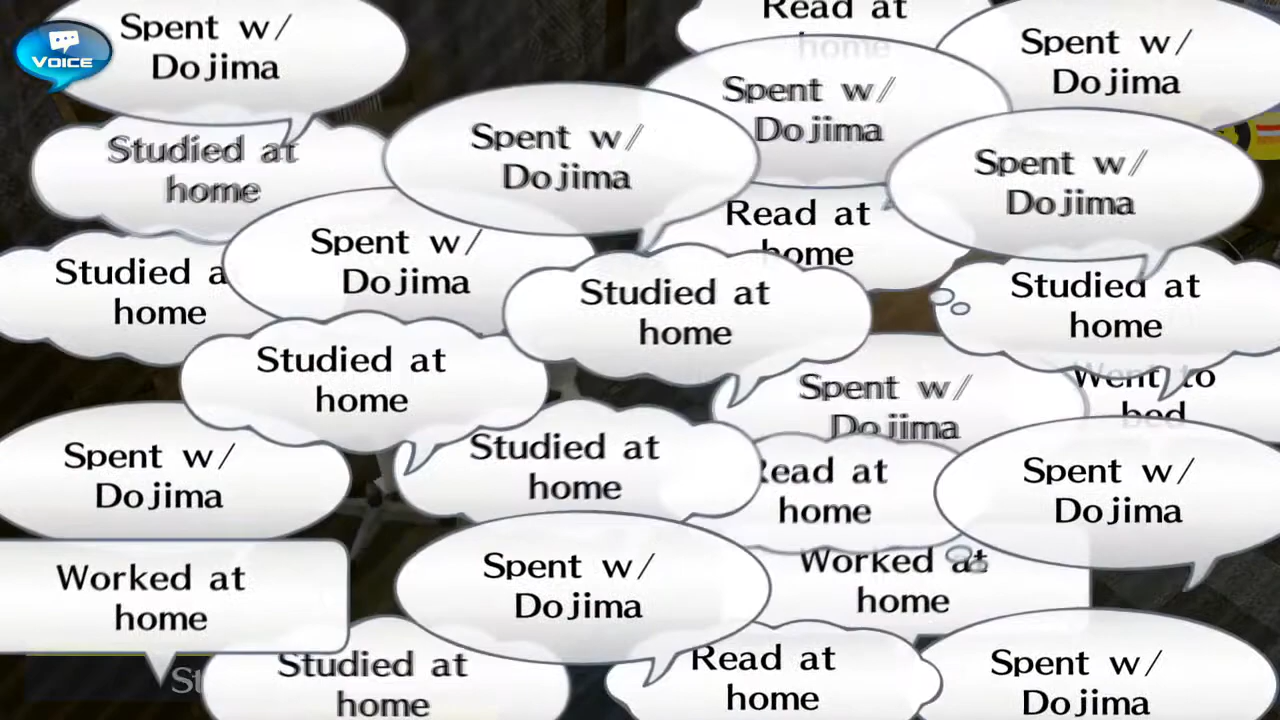 Spent w/
Dojima
VOICE
Read at
home
Spent w/
Dojima
Spent w/
Dojima
Studied at
home
Spent w/
Dojima
Spent w/
Dojima
Read at
home
Spent w/
Dojima
Studied a
home
Studied at
home
Studied at
home
Studied at
home
Spent w/
Dojima
Went to
bed
Spent w/
Dojima
Studied at
home
Read at
home
Spent w/
Dojima
Worked at
home
Spent w/
Dojima
Worked at
home
Studied at
home
Read at
home
Spent w/
Dojima
St